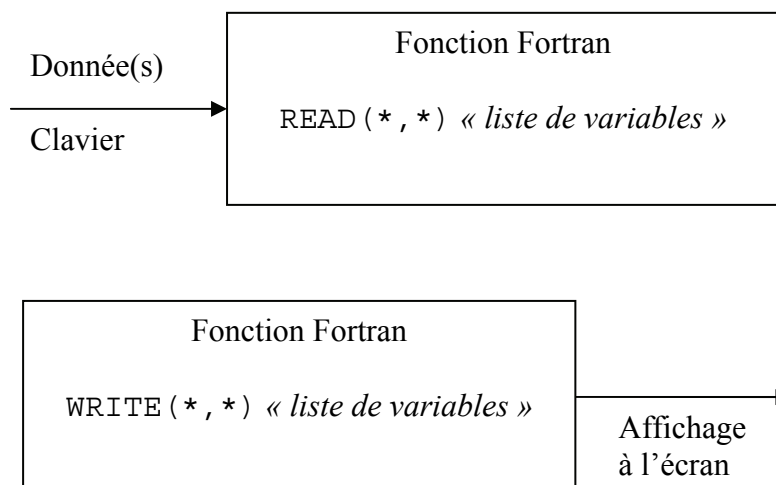 Fonction Fortran
Donnée(s)
READ(*,*) « liste de variables »
Clavier
Fonction Fortran
WRITE(*,*) « liste de variables »
Affichage
à l’écran